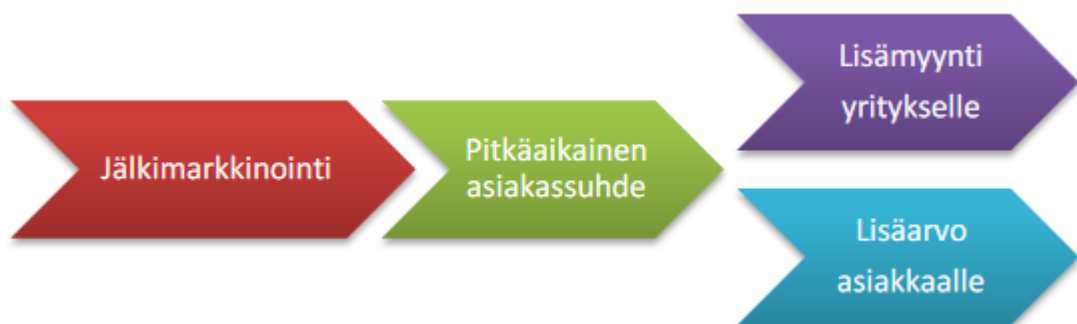 Jälkimarkkinointi
Pitkäaikainen
asiakassuhde
Lisämyynti
yritykselle
Lisäarvo
asiakkaalle